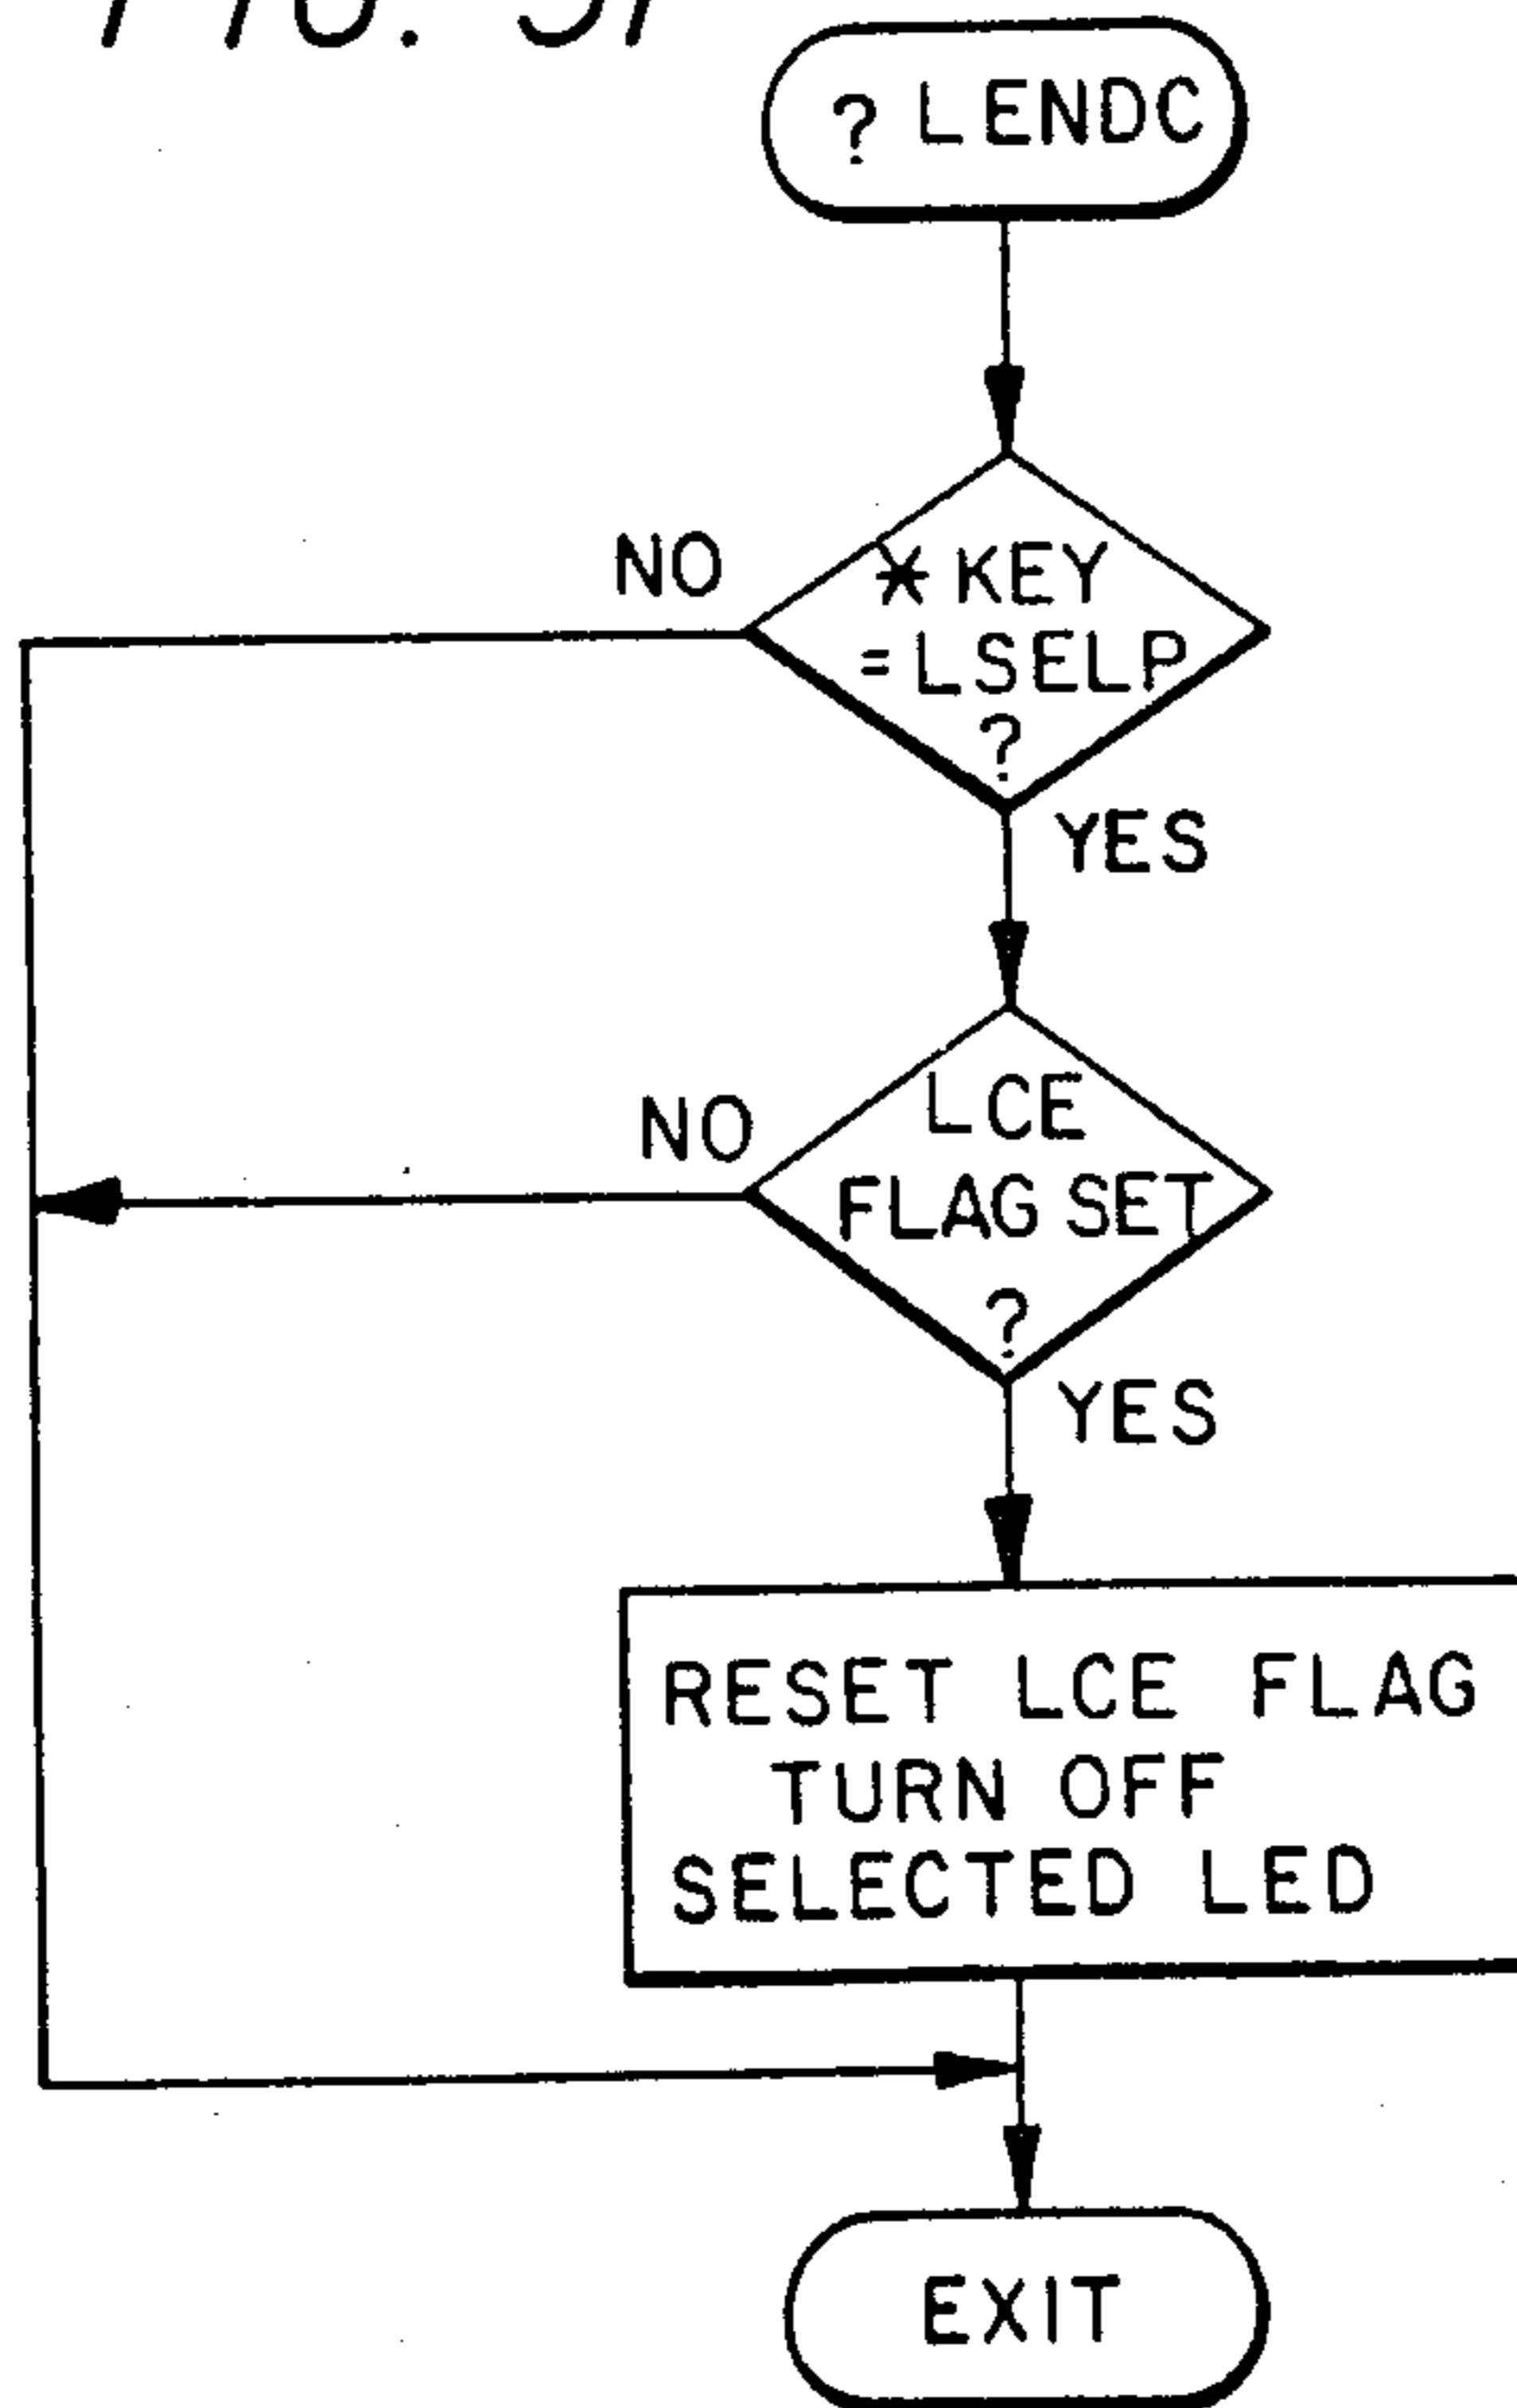 ? LENDC
NO
* KEY
= LSELP
?
YES
NO
LCE
FLAG SET
?
YES
RESET LCE FLAG
TURN OFF
SELECTED LED
EXIT